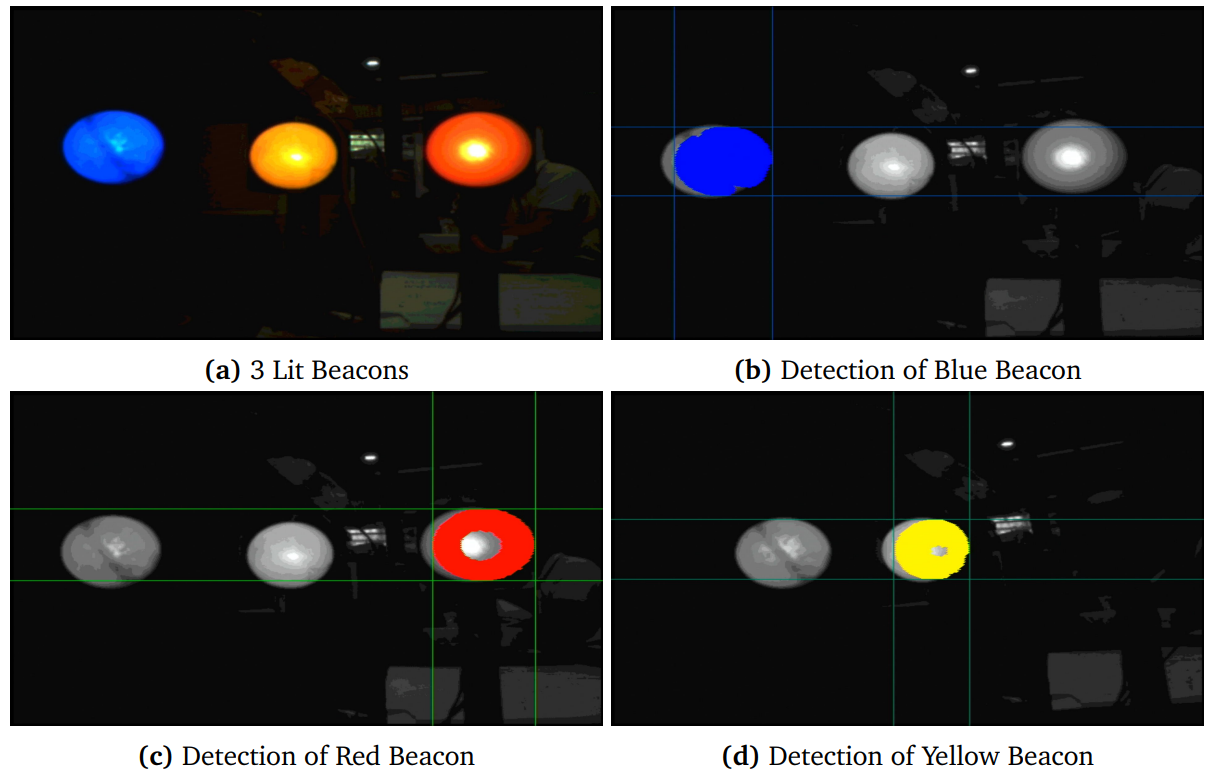 (a) 3 Lit Beacons
(b) Detection of Blue Beacon
(c) Detection of Red Beacon
(d) Detection of Yellow Beacon